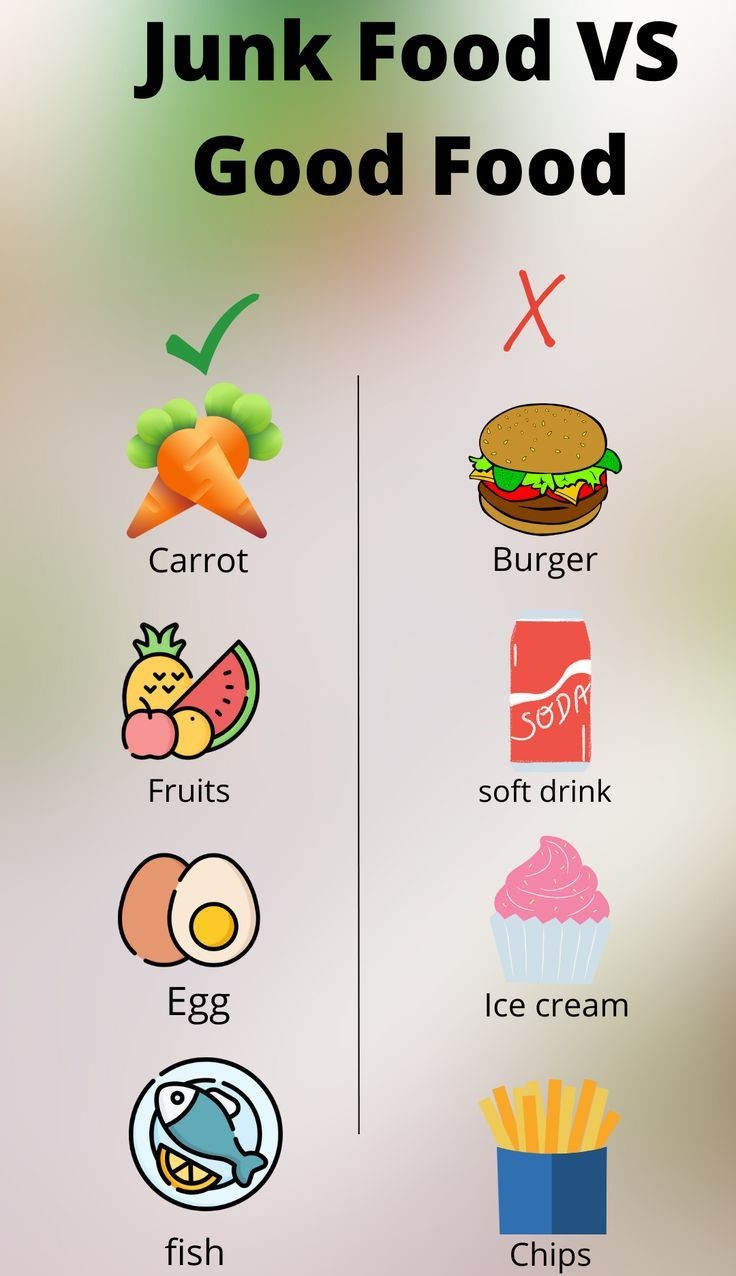 Junk Food VS
Good Food
Carrot
Burger
Fruits
SODA
soft drink
Egg
Ice cream
fish
Chips